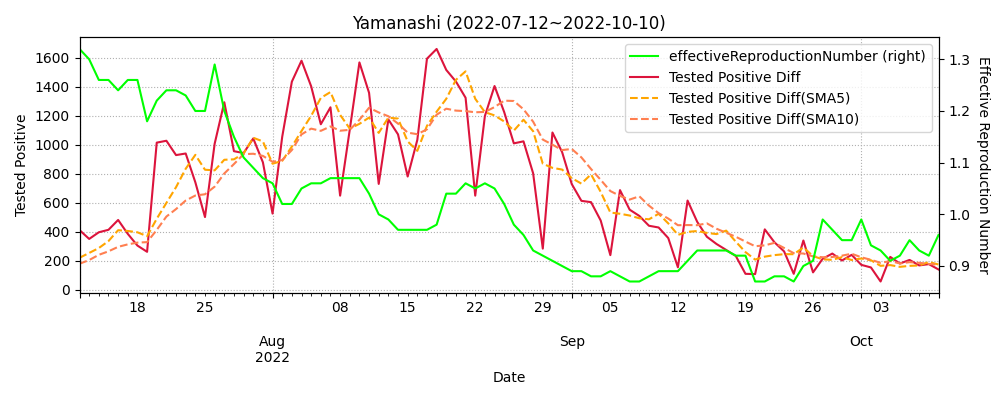 Yamanashi (2022-07-12~2022-10-10)
effectiveReproductionNumber (right)
Tested Positive Diff
Tested Positive Diff(SMA5)
Tested Positive Diff(SMA10)
Tested Positive
1600
1400
1200
1000
800
600
400
200
0
1.3
1.2
1.1
1.0
0.9
Effective Reproduction Number
18 25 08 15 22 29 05 12 19 26 03
Aug Sep Oct
2022
Date